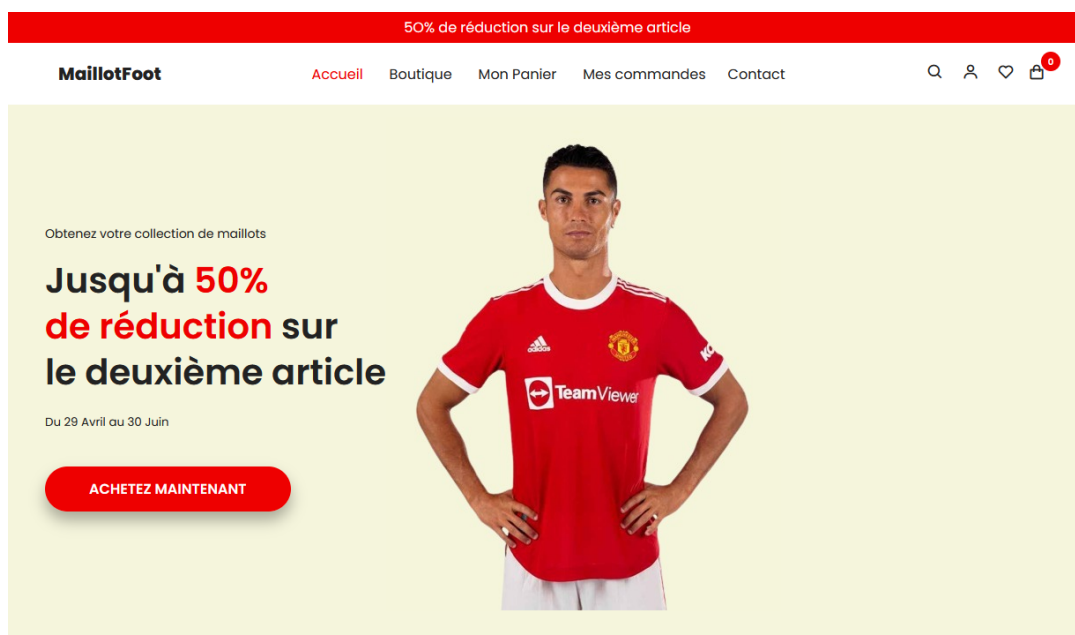 50% de réduction sur le deuxième article
MaillotFoot
Accueil Boutique Mon Panier Mes commandes Contact
0
Obtenez votre collection de maillots
Jusqu'à 50%
de réduction sur
le deuxième article
Du 29 Avril au 30 Juin
ACHETEZ MAINTENANT
adidas
TeamViewer